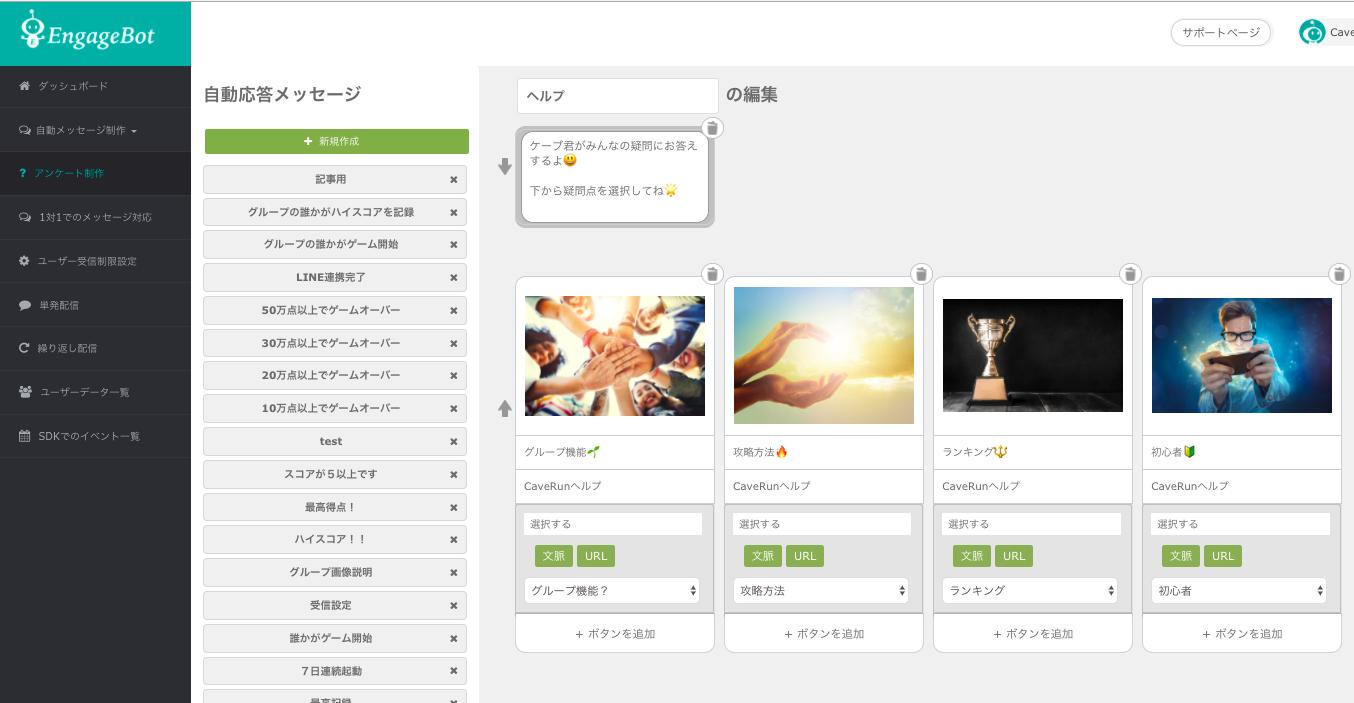 EngageBot
サポートページ
Cave
ダッシュボード
自動メッセージ制作
アンケート制作
1対1でのメッセージ対応
ユーザー受信制限設定
単発配信
繰り返し配信
ユーザーデータ一覧
SDKでのイベント一覧
自動応答メッセージ
+ 新規作成
記事用
グループの誰かがハイスコアを記録
グループの誰かがゲーム開始
LINE連携完了
50万点以上でゲームオーバー
30万点以上でゲームオーバー
20万点以上でゲームオーバー
10万点以上でゲームオーバー
test
スコアが５以上です
最高得点！
ハイスコア！！
グループ画像説明
受信設定
誰かがゲーム開始
７日連続起動
最高記録
ヘルプ の編集
ケーブ君がみんなの疑問にお答え
するよ😃
下から疑問点を選択してね🌟
グループ機能🌱
CaveRunヘルプ
選択する
文脈 URL
グループ機能？
+ ボタンを追加
攻略方法🔥
CaveRunヘルプ
選択する
文脈 URL
攻略方法
+ ボタンを追加
ランキング🔱
CaveRunヘルプ
選択する
文脈 URL
ランキング
+ ボタンを追加
初心者🔰
CaveRunヘルプ
選択する
文脈 URL
初心者
+ ボタンを追加